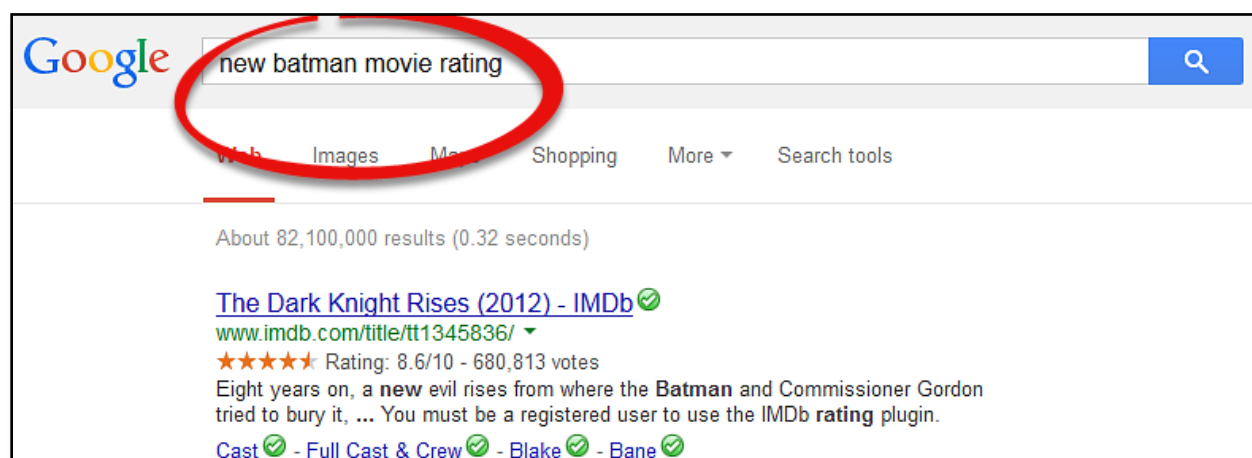 Google
new batman movie rating
Web Images Maps Shopping More Search tools
About 82,100,000 results (0.32 seconds)
The Dark Knight Rises (2012) - IMDb
www.imdb.com/title/tt1345836/
Rating: 8.6/10 - 680,813 votes
Eight years on, a new evil rises from where the Batman and Commissioner Gordon
tried to bury it, ... You must be a registered user to use the IMDb rating plugin.
Cast - Full Cast & Crew - Blake - Bane